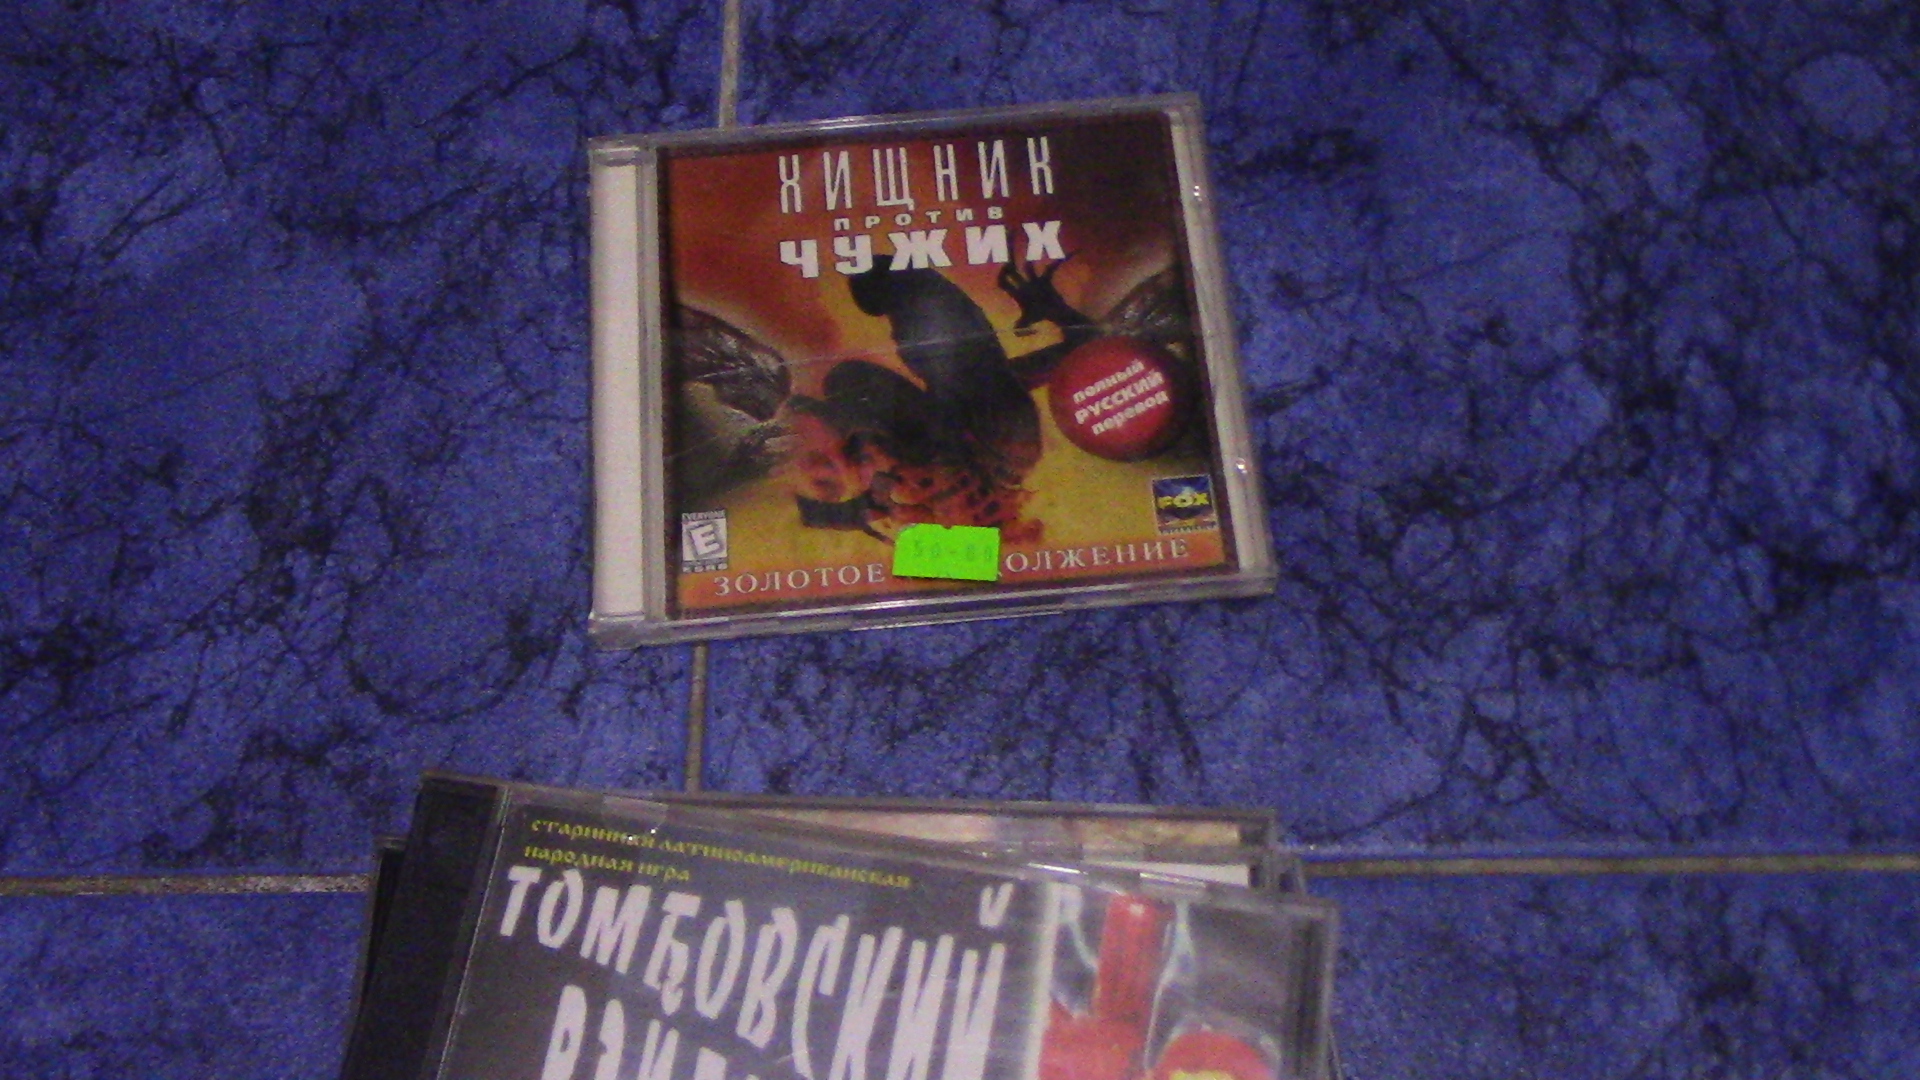 ХИЩНИК
против
ЧУЖИХ
полный
РУССКИЙ
перевод
FOX
EVERYONE
E
ЗОЛОТОЕ ОЛЖЕНИЕ
старинная латиноамериканская
народная игра
ТОМБОВСКИЙ